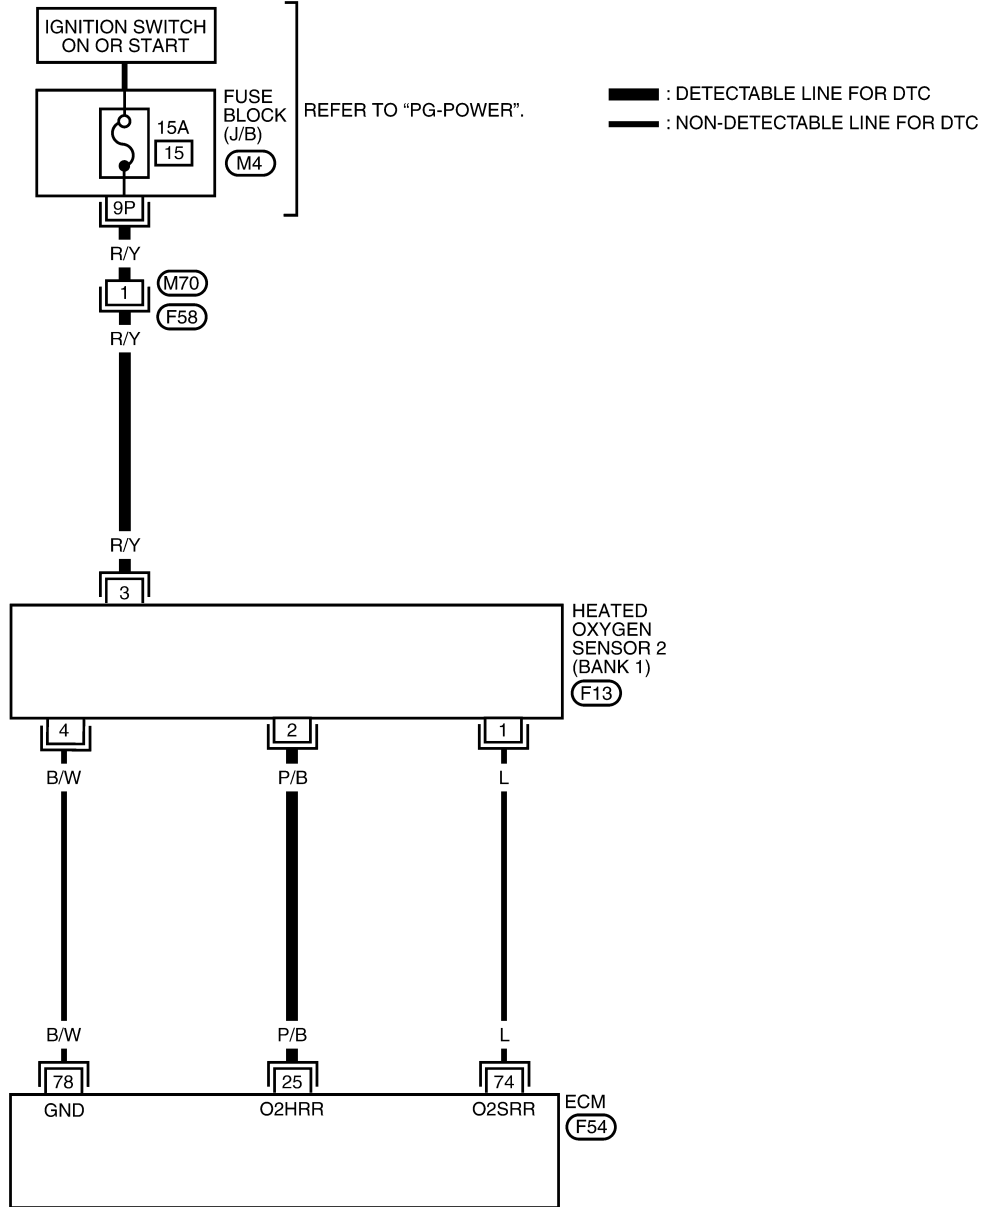 IGNITION SWITCH
ON OR START
FUSE
BLOCK
(J/B)
M4
15A
15
REFER TO “PG-POWER”.
: DETECTABLE LINE FOR DTC
: NON-DETECTABLE LINE FOR DTC
9P
R/Y
1
M70
F58
R/Y
R/Y
3
HEATED
OXYGEN
SENSOR 2
(BANK 1)
F13
4
2
1
B/W
P/B
L
B/W
P/B
L
78
25
74
GND
O2HRR
O2SRR
ECM
F54